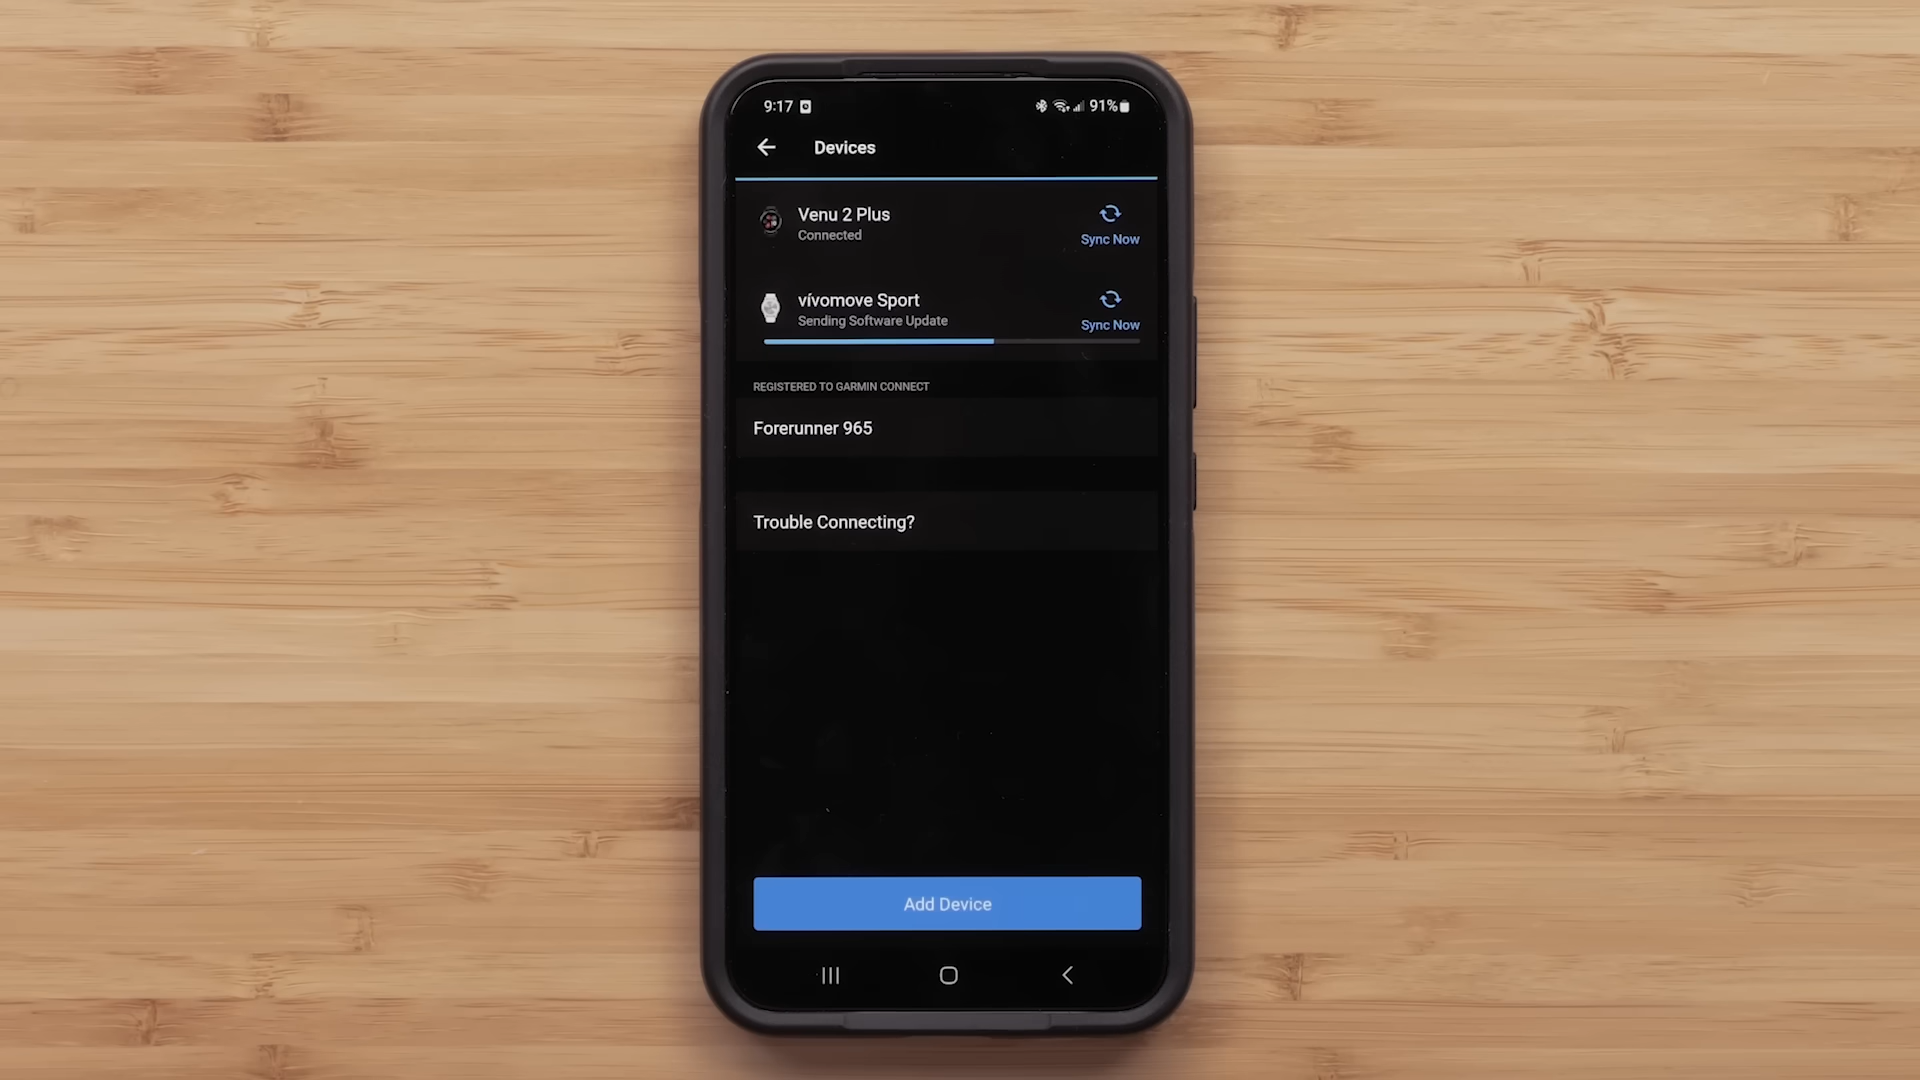 9:17 91%
Devices
Venu 2 Plus
Connected
Sync Now
vívomove Sport
Sending Software Update
Sync Now
REGISTERED TO GARMIN CONNECT
Forerunner 965
Trouble Connecting?
Add Device